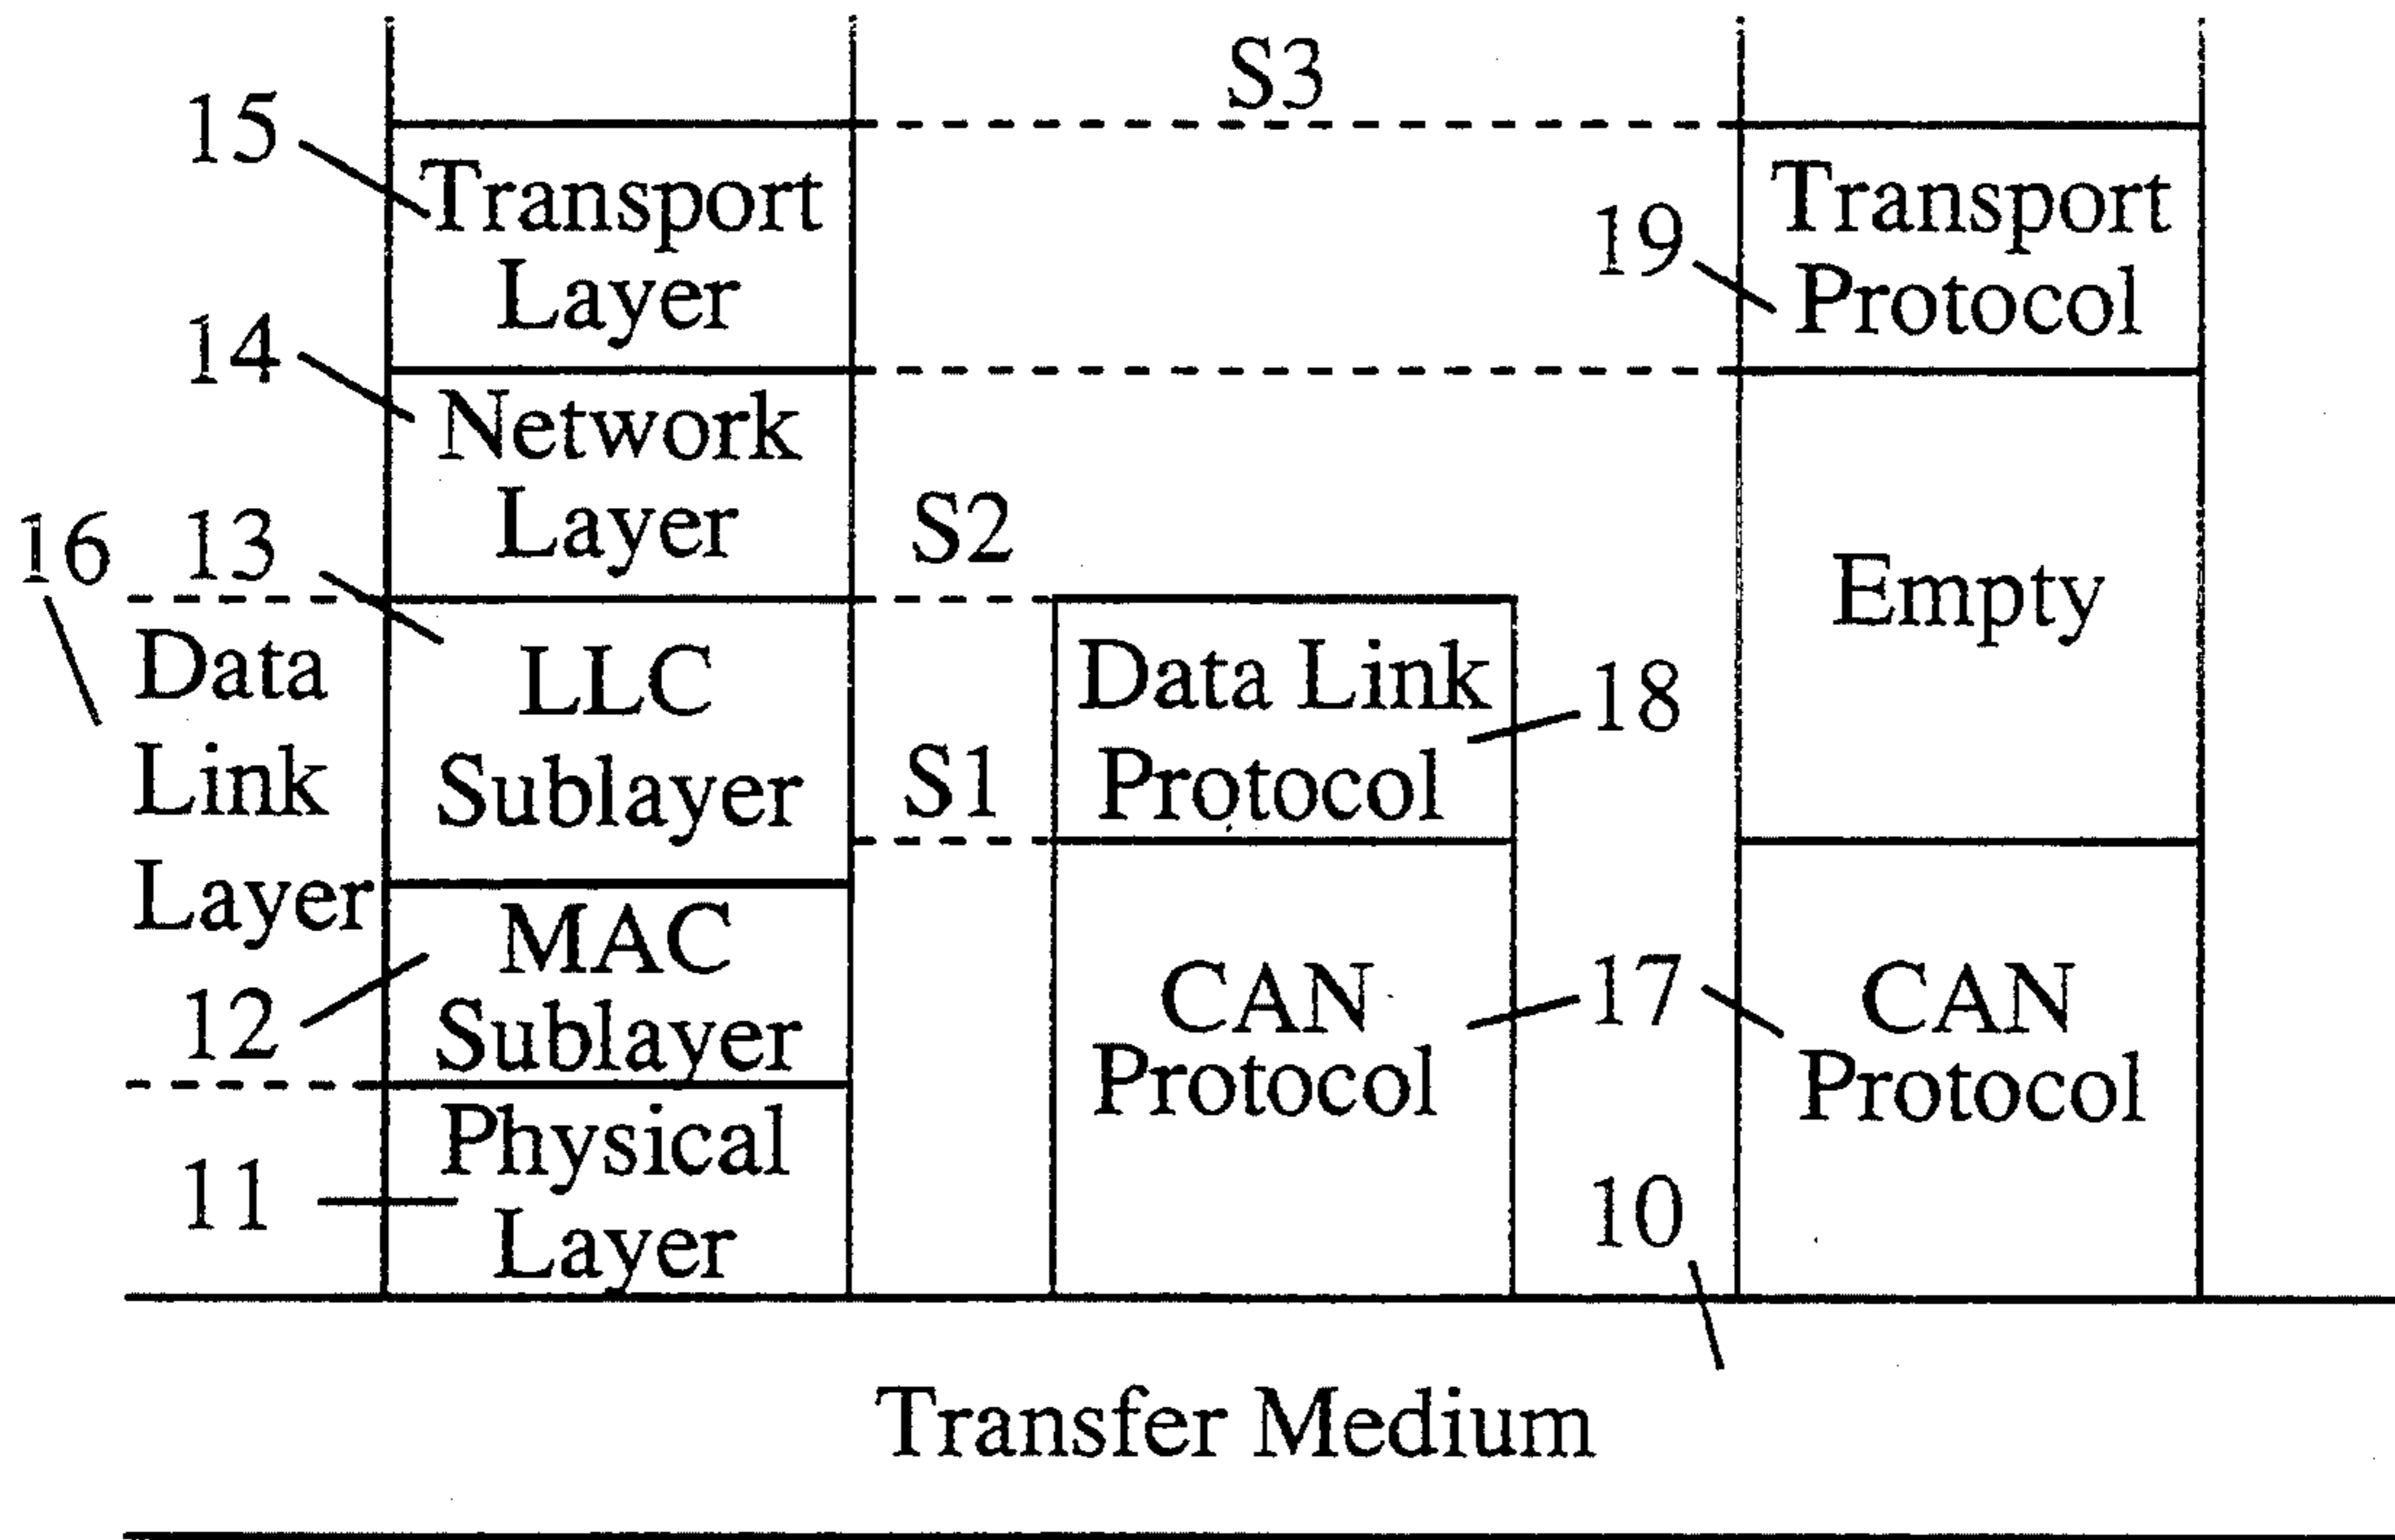 S3
15
Transport
Layer
19
Transport
Protocol
14
Network
Layer
S2
16
13
Empty
Data
Link
Layer
LLC
Sublayer
S1
Data Link
Protocol
18
12
MAC
Sublayer
CAN
Protocol
17
CAN
Protocol
11
Physical
Layer
10
Transfer Medium